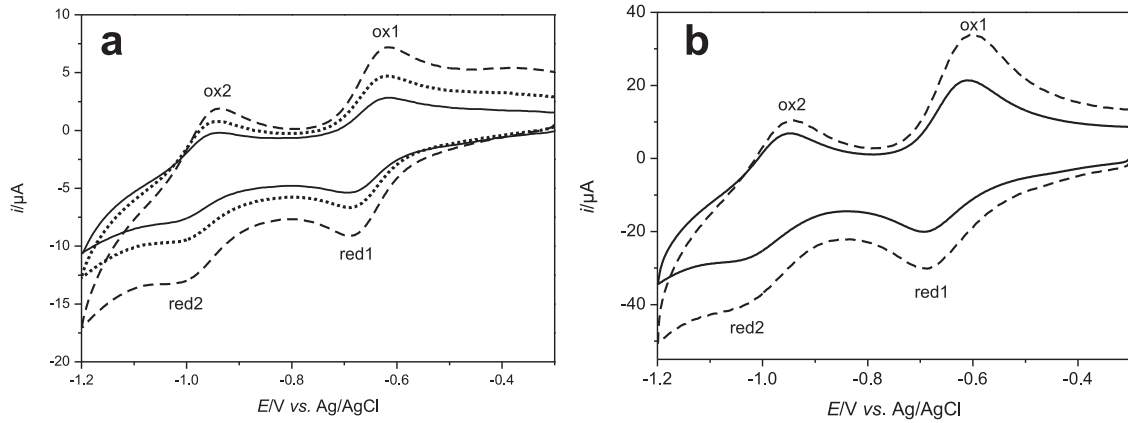 a
10
5
0
-5
-10
-15
-20
i/µA
-1.2 -1.0 -0.8 -0.6 -0.4
E/V vs. Ag/AgCl
ox2
ox1
red1
red2
b
40
20
0
-20
-40
i/µA
-1.2 -1.0 -0.8 -0.6 -0.4
E/V vs. Ag/AgCl
ox2
ox1
red1
red2